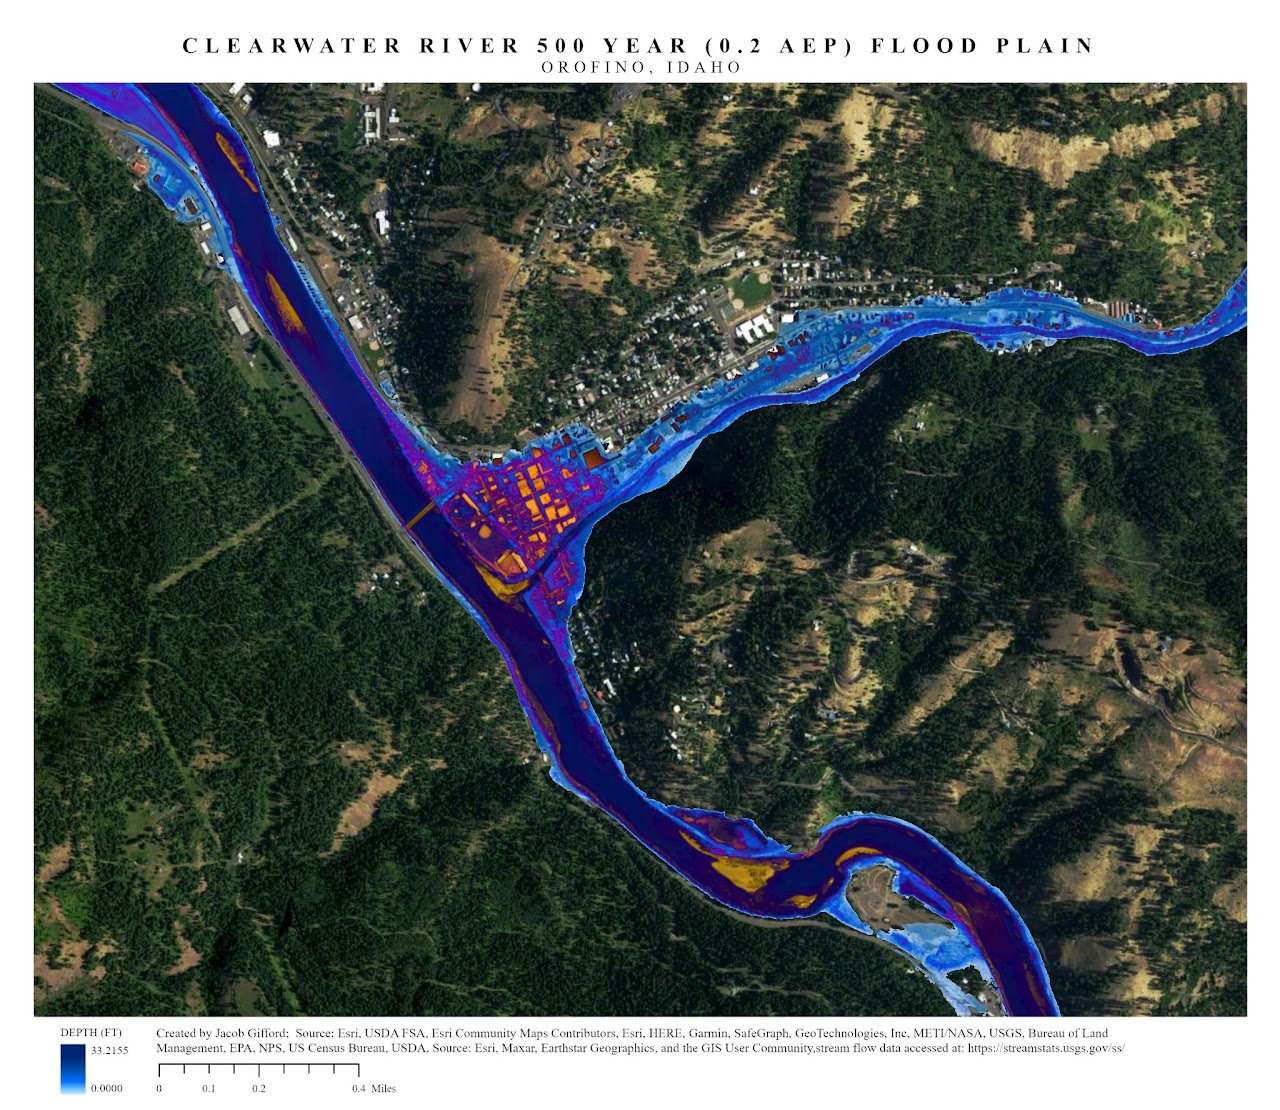 CLEARWATER RIVER 500 YEAR (0.2 AEP) FLOOD PLAIN
OROFINO, IDAHO
DEPTH (FT)
33.2155
0.0000
Created by Jacob Gifford; Source: Esri, USDA FSA, Esri Community Maps Contributors, Esri, HERE, Garmin, SafeGraph, GeoTechnologies, Inc, METI/NASA, USGS, Bureau of Land
Management, EPA, NPS, US Census Bureau, USDA, Source: Esri, Maxar, Earthstar Geographics, and the GIS User Community,stream flow data accessed at: https://streamstats.usgs.gov/ss/
0 0.1 0.2 0.4 Miles